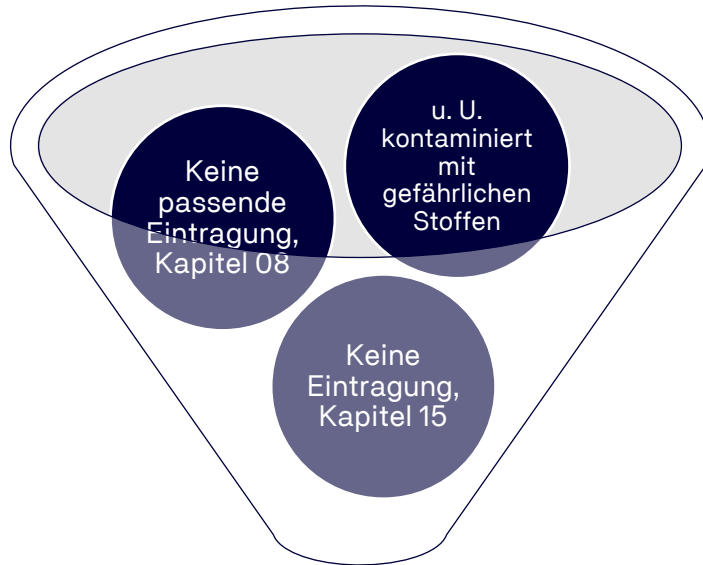 Keine
passende
Eintragung,
Kapitel 08
u. U.
kontaminiert
mit
gefährlichen
Stoffen
Keine
Eintragung,
Kapitel 15